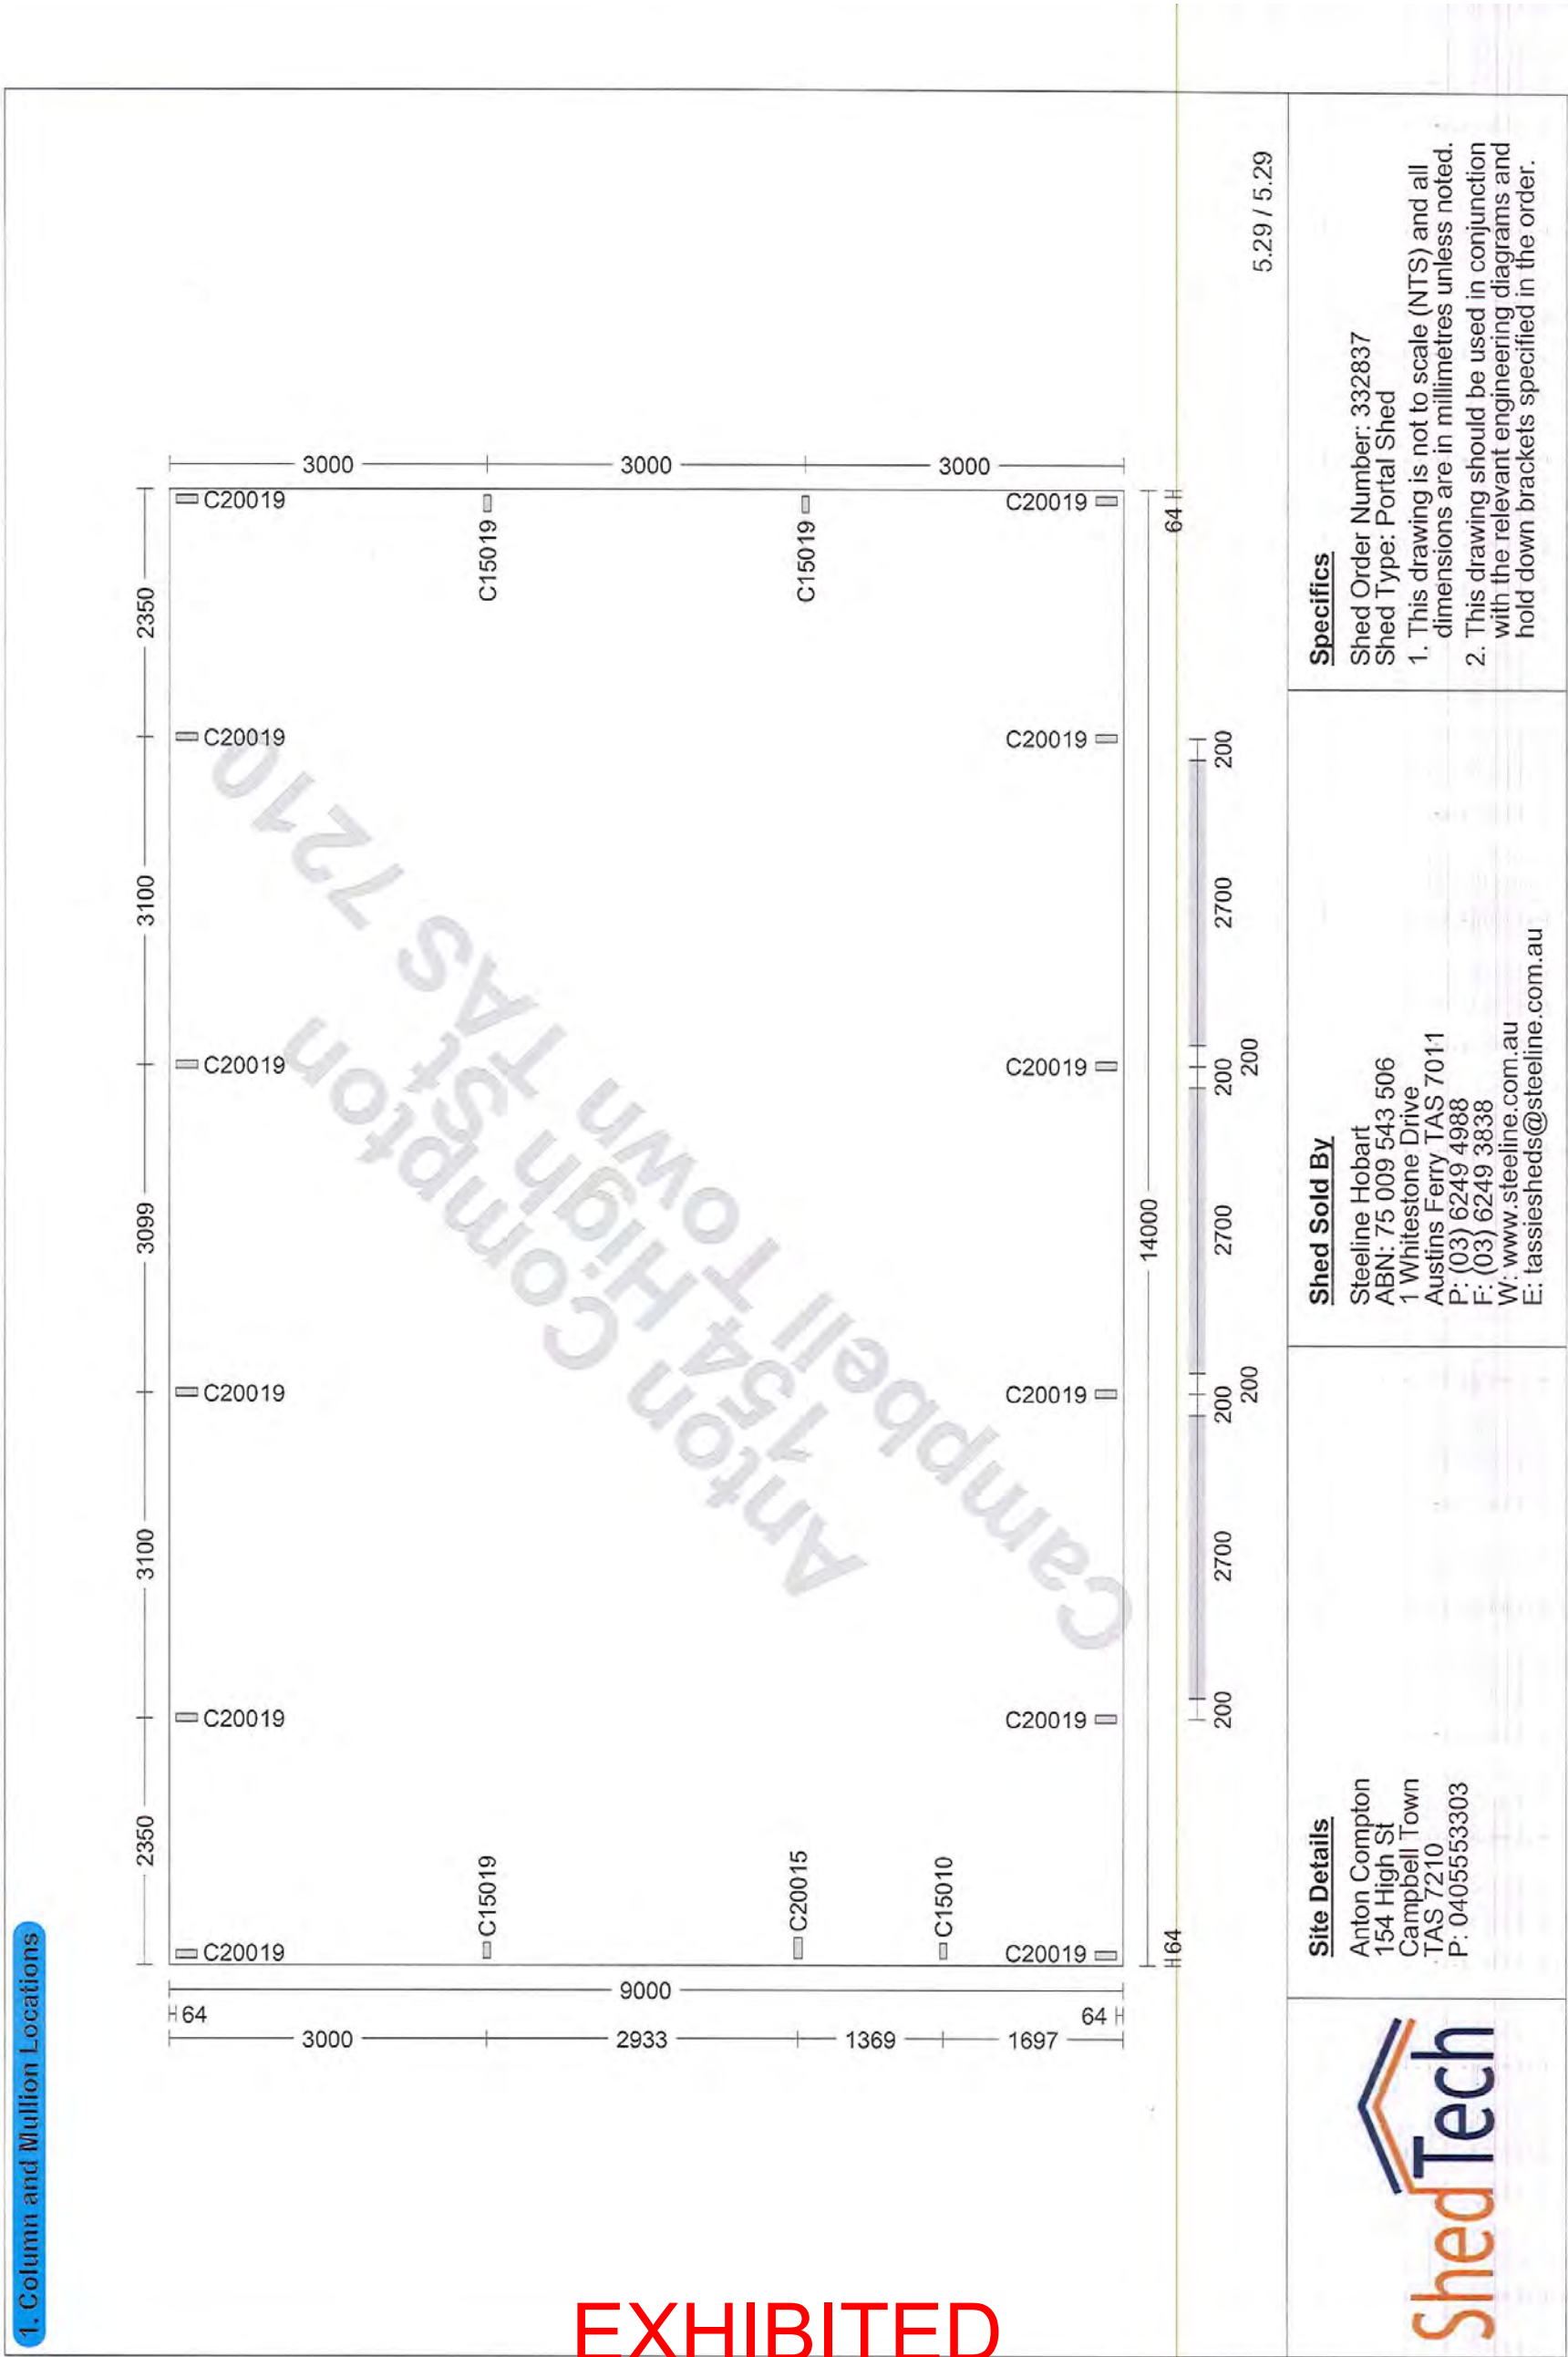 1. Column and Mullion Locations
2350
3100
3099
3100
2350
C20019
C20019
C20019
C20019
C20019
C20019
9000
64
64
3000
2933
1369
1697
C15019
C20015
C15010
C15019
C15019
3000
3000
3000
C20019
C20019
C20019
C20019
C20019
C20019
14000
64
64
200
2700
200
200
2700
200
200
2700
200
5.29 / 5.29
Anton Compton
154 High St
Campbell Town TAS 7210
ShedTech
Site Details
Anton Compton
154 High St
Campbell Town
TAS 7210
P: 0405553303
Shed Sold By
Steeline Hobart
ABN: 75 009 543 506
1 Whitestone Drive
Austins Ferry TAS 7011
P: (03) 6249 4988
F: (03) 6249 3838
W: www.steeline.com.au
E: tassiesheds@steeline.com.au
Specifics
Shed Order Number: 332837
Shed Type: Portal Shed
1. This drawing is not to scale (NTS) and all
dimensions are in millimetres unless noted.
2. This drawing should be used in conjunction
with the relevant engineering diagrams and
hold down brackets specified in the order.
EXHIBITED